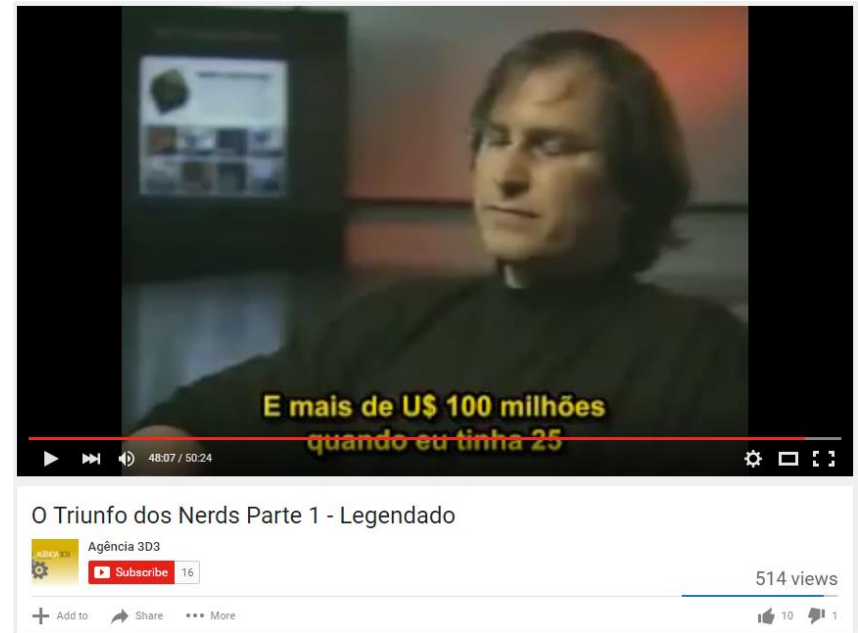 E mais de U$ 100 milhões
quando eu tinha 25
48:07 / 50:24
O Triunfo dos Nerds Parte 1 - Legendado
Agência 3D3
Subscribe 16
514 views
Add to Share More
10 1